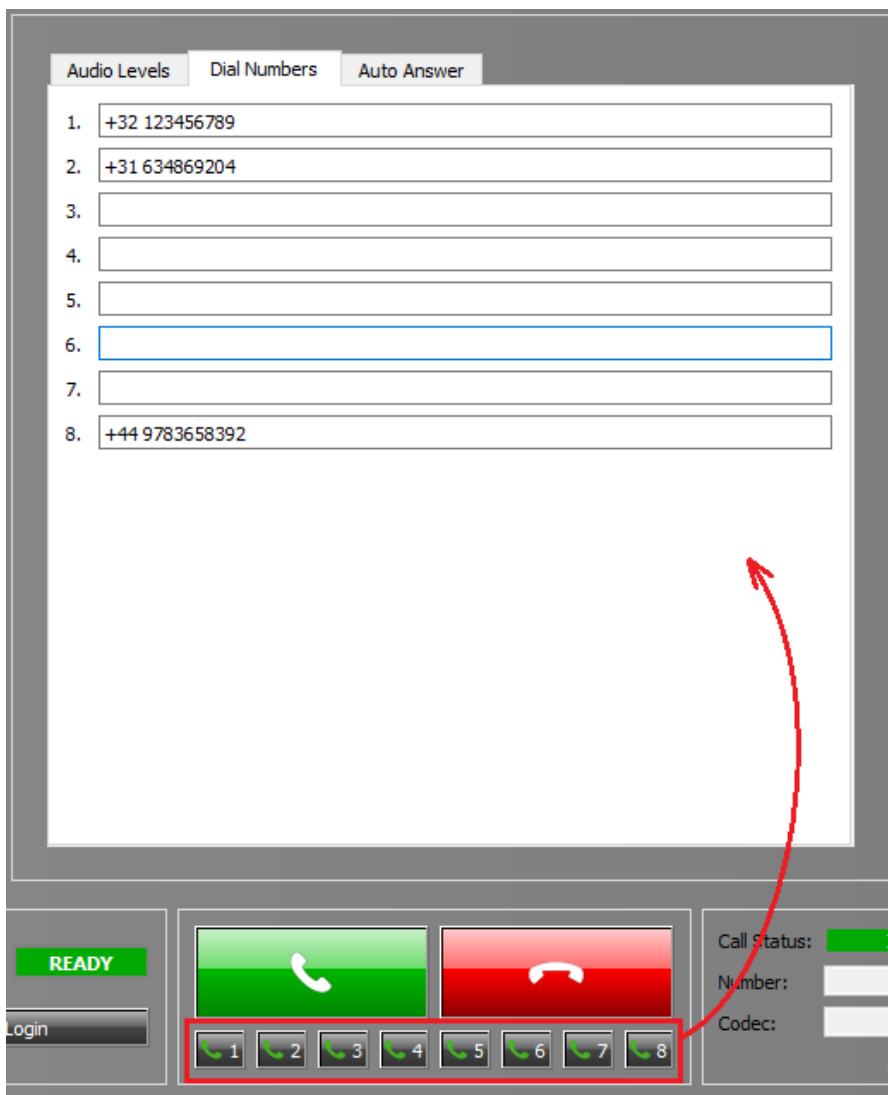 Audio Levels Dial Numbers Auto Answer
1. +32 123456789
2. +31 634869204
3.
4.
5.
6.
7.
8. +44 9783658392
READY
Login
1 2 3 4 5 6 7 8
Call Status:
Number:
Codec: